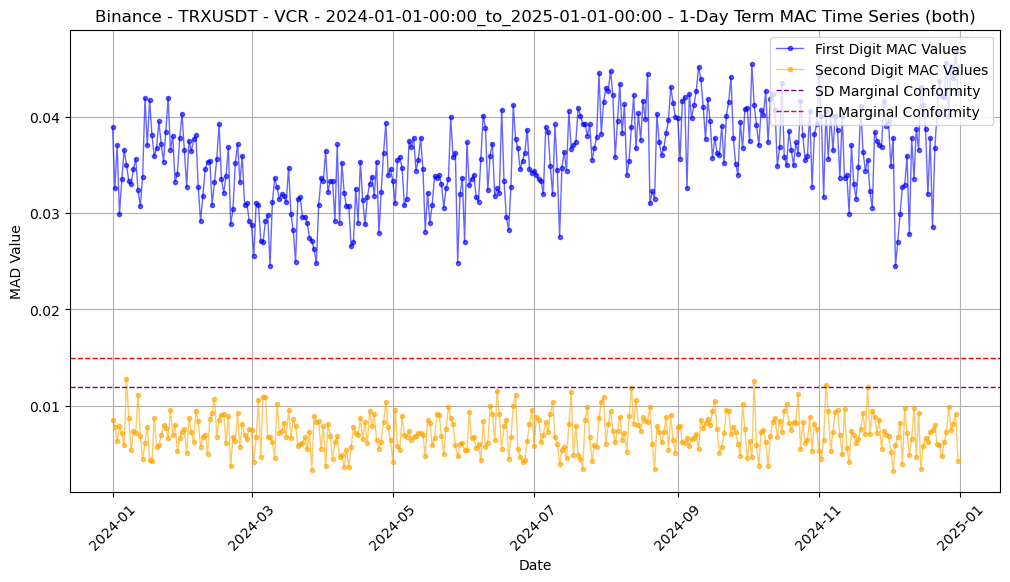 Binance - TRXUSDT - VCR - 2024-01-01-00:00_to_2025-01-01-00:00 - 1-Day Term MAC Time Series (both)
First Digit MAC Values
Second Digit MAC Values
SD Marginal Conformity
FD Marginal Conformity
MAD Value
0.04
0.03
0.02
0.01
2024-01
2024-03
2024-05
2024-07
2024-09
2024-11
2025-01
Date